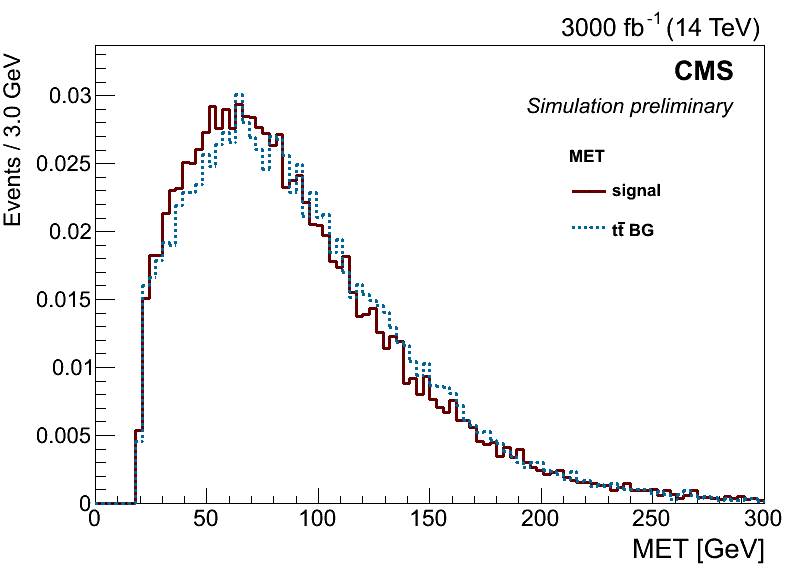 3000 fb⁻¹ (14 TeV)
CMS
Simulation preliminary
MET
signal
tt̄ BG
Events / 3.0 GeV
0.03
0.025
0.02
0.015
0.01
0.005
0
0 50 100 150 200 250 300
MET [GeV]